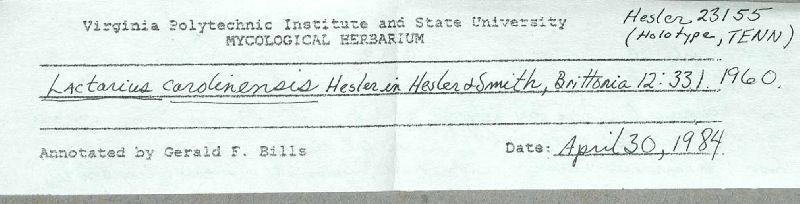 Virginia Polytechnic Institute and State University
MYCOLOGICAL HERBARIUM
Hesler 23155
(Holotype, TENN)
Lactarius carolinensis Hesler in Hesler & Smith, Brittonia 12:331. 1960.
Annotated by Gerald F. Bills
Date: April 30, 1984